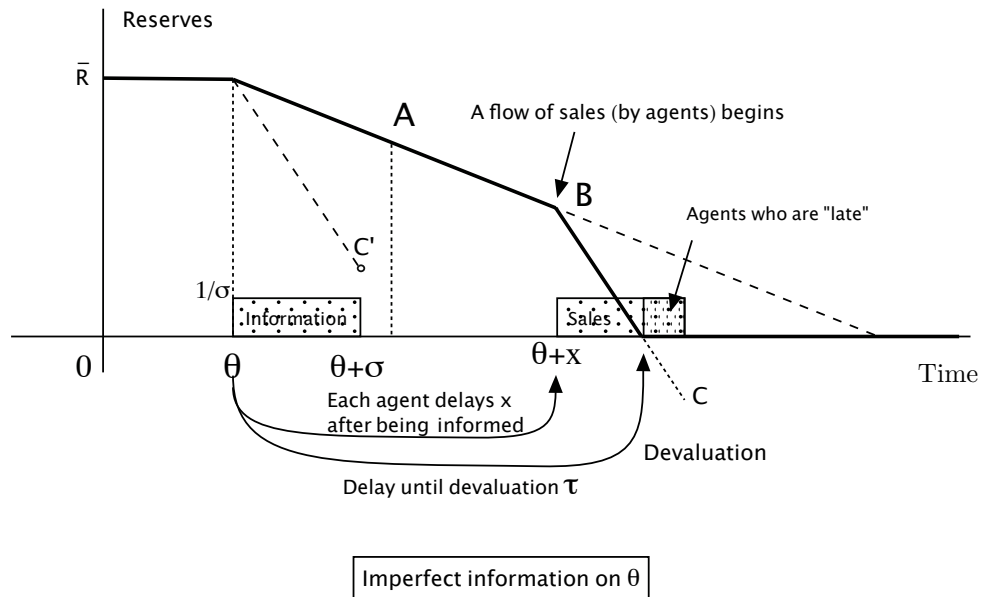 Reserves
R̄
A
A flow of sales (by agents) begins
B
Agents who are "late"
C'
1/σ
Information
Sales
0
θ
θ+σ
θ+x
Time
Each agent delays x
after being informed
C
Devaluation
Delay until devaluation τ
Imperfect information on θ